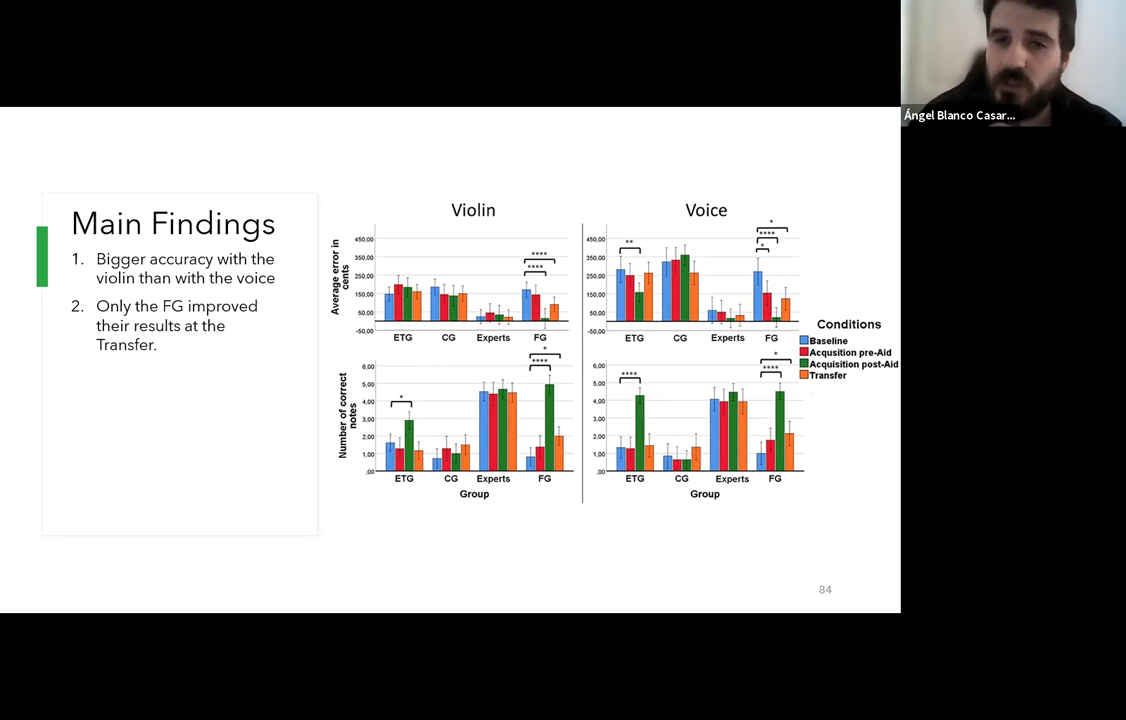 Ángel Blanco Casar...
Main Findings
1. Bigger accuracy with the
violin than with the voice
2. Only the FG improved
their results at the
Transfer.
Violin
Voice
Average error in
cents
450,00
350,00
250,00
150,00
50,00
-50,00
**** 
****
ETG CG Experts FG
450,00
350,00
250,00
150,00
50,00
-50,00
**
*
****
*
ETG CG Experts FG
Number of correct
notes
6,00
5,00
4,00
3,00
2,00
1,00
,00
*
*
****
ETG CG Experts FG
Group
6,00
5,00
4,00
3,00
2,00
1,00
,00
****
*
****
ETG CG Experts FG
Group
Conditions
Baseline
Acqusition pre-Aid
Acquisition post-Aid
Transfer
84